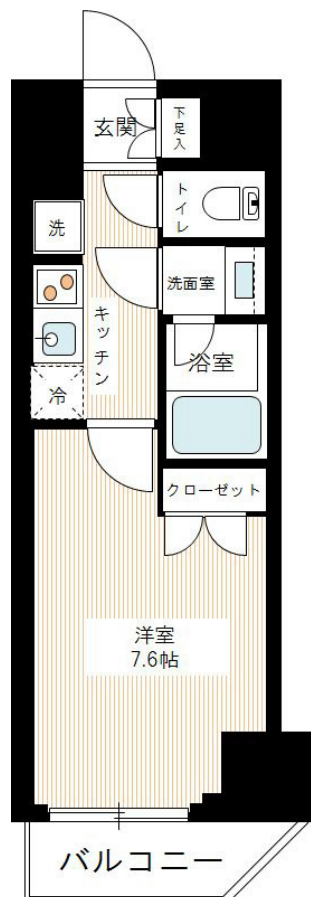 玄関
下足入
トイレ
洗
洗面室
キッチン
浴室
冷
クローゼット
洋室
7.6帖
バルコニー